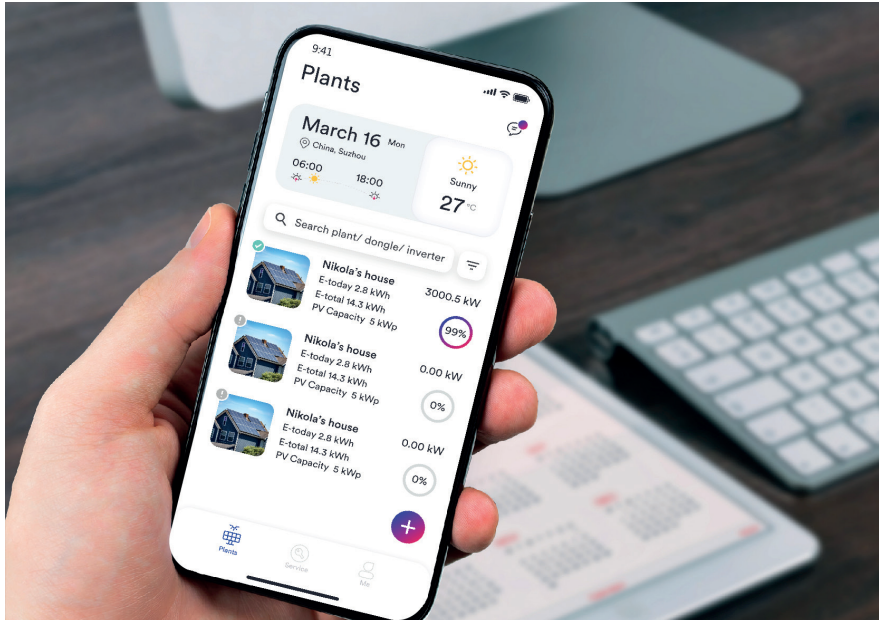 9:41
Plants
March 16 Mon
China, Suzhou
06:00
18:00
Sunny
27 °C
Search plant/ dongle/ inverter
Nikola's house
E-today 2.8 kWh
E-total 14.3 kWh
PV Capacity 5 kWp
3000.5 kW
99%
Nikola's house
E-today 2.8 kWh
E-total 14.3 kWh
PV Capacity 5 kWp
0.00 kW
0%
Nikola's house
E-today 2.8 kWh
E-total 14.3 kWh
PV Capacity 5 kWp
0.00 kW
0%
+
Plants
Service
Me